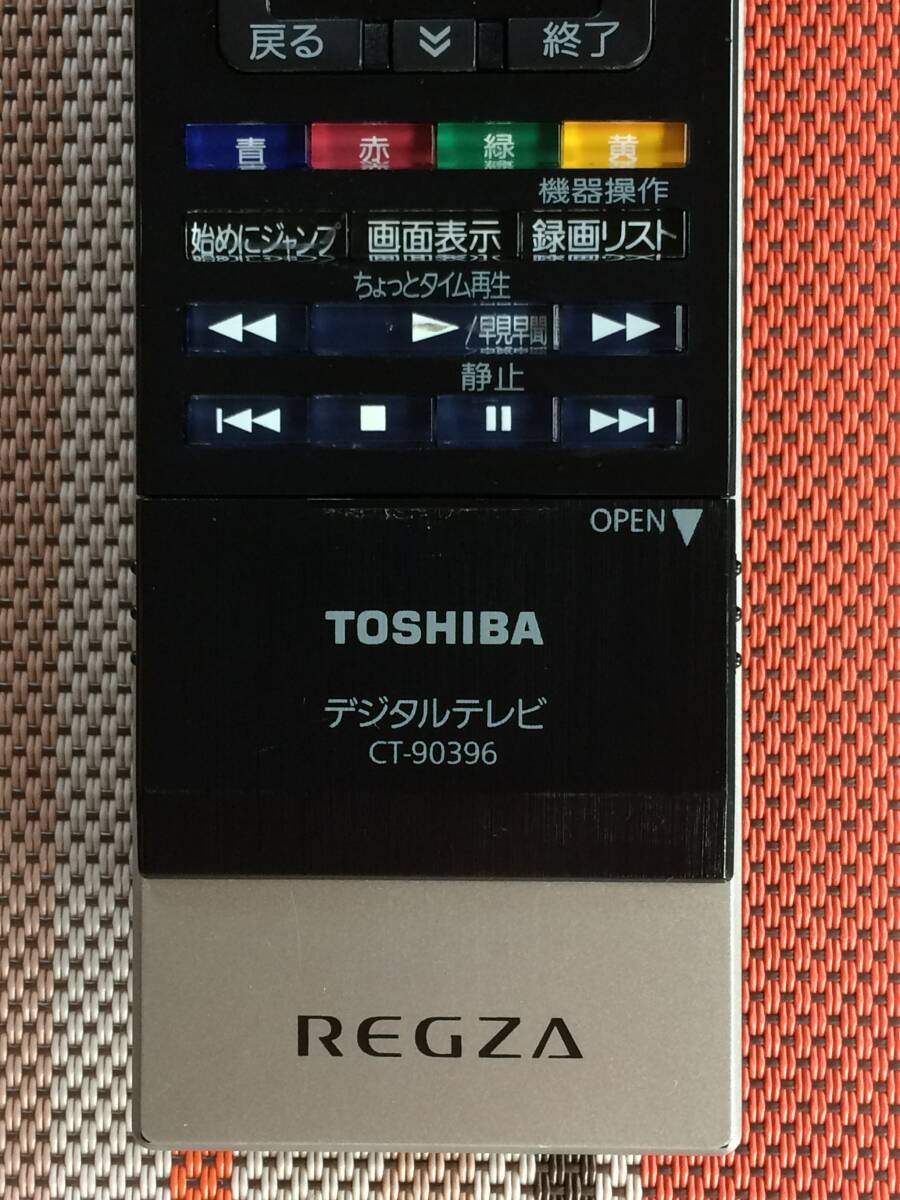 戻る 終了
青 赤 緑 黄
機器操作
始めにジャンプ 画面表示 録画リスト
ちょっとタイム再生
/早見早聞
静止
OPEN
TOSHIBA
デジタルテレビ
CT-90396
REGZA